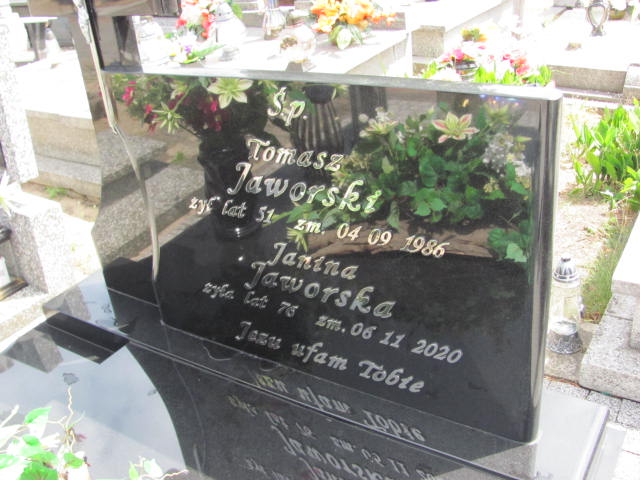 Ś.p.
Tomasz
Jaworski
żył lat 51 zm. 04 09 1986
Janina
Jaworska
żyła lat 76 zm. 06 11 2020
Jezu ufam Tobie